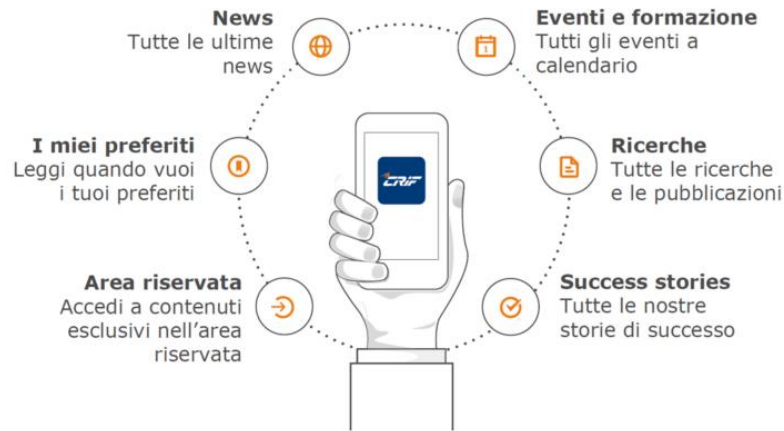 News
Tutte le ultime
news
Eventi e formazione
Tutti gli eventi a
calendario
I miei preferiti
Leggi quando vuoi
i tuoi preferiti
CRIF
Ricerche
Tutte le ricerche
e le pubblicazioni
Area riservata
Accedi a contenuti
esclusivi nell'area
riservata
Success stories
Tutte le nostre
storie di successo